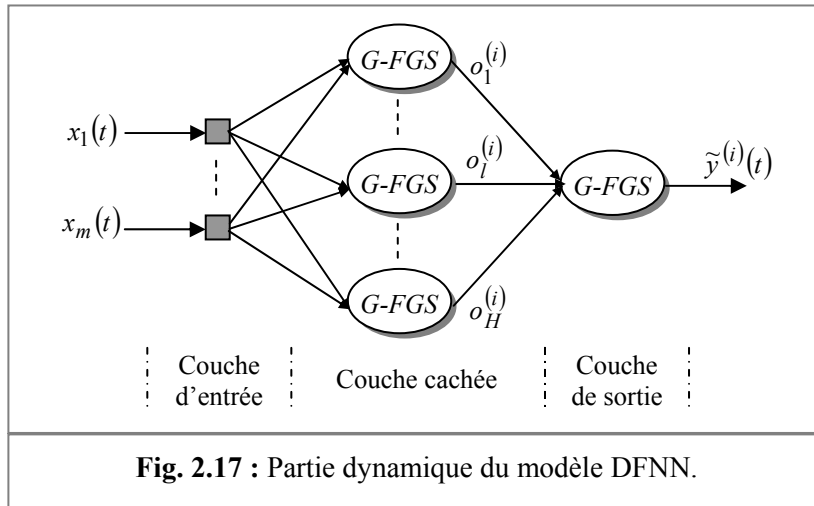 G-FGS
o_1^{(i)}
x_1(t)
G-FGS
o_l^{(i)}
G-FGS
ỹ^{(i)}(t)
x_m(t)
G-FGS
o_H^{(i)}
Couche
d'entrée
Couche cachée
Couche
de sortie
Fig. 2.17 : Partie dynamique du modèle DFNN.